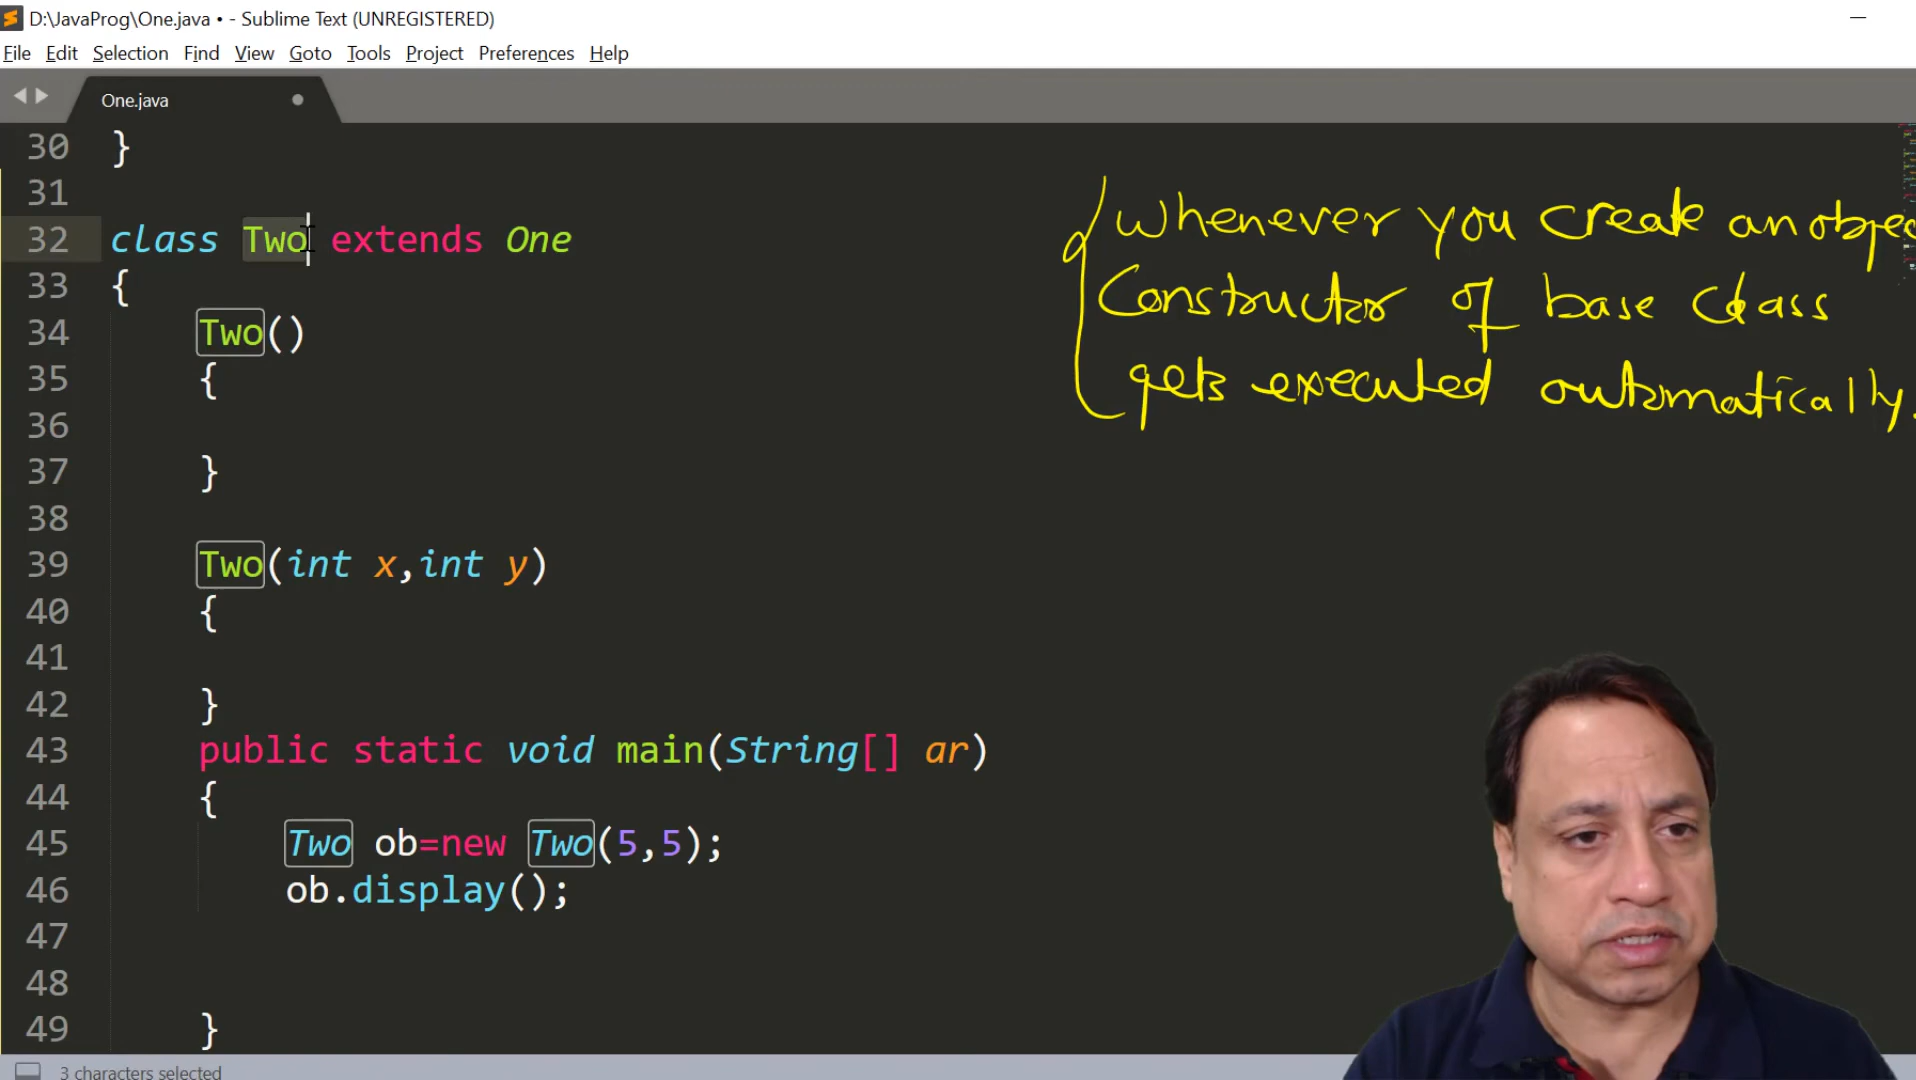 D:\JavaProg\One.java • - Sublime Text (UNREGISTERED)
File Edit Selection Find View Goto Tools Project Preferences Help
One.java
30 }
31
32 class Two extends One
33 {
34 Two()
35 {
36
37 }
38
39 Two(int x,int y)
40 {
41
42 }
43 public static void main(String[] ar)
44 {
45 Two ob=new Two(5,5);
46 ob.display();
47
48
49 }
whenever you create an objec
Constructor of base class
gets executed automatically.
3 characters selected